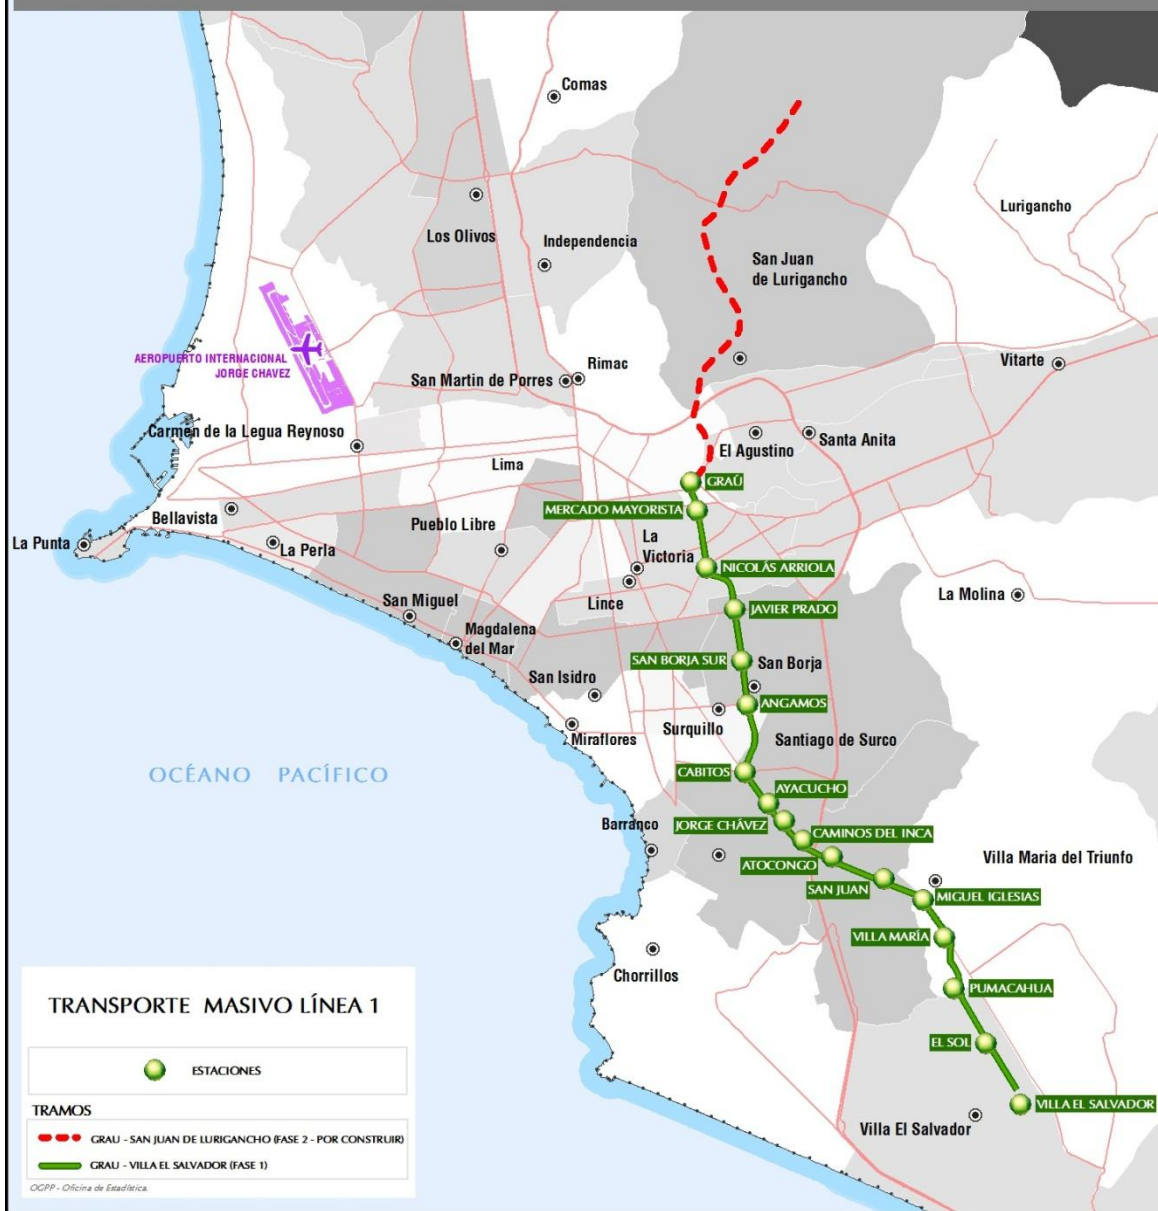 Comas
Lurigancho
Los Olivos
Independencia
San Juan
de Lurigancho
AEROPUERTO INTERNACIONAL
JORGE CHAVEZ
Rimac
Vitarte
San Martin de Porres
Carmen de la Legua Reynoso
El Agustino
Santa Anita
Lima
GRAÚ
MERCADO MAYORISTA
Bellavista
Pueblo Libre
La Punta
La Perla
La
Victoria
NICOLÁS ARRIOLA
La Molina
San Miguel
Lince
JAVIER PRADO
Magdalena
del Mar
SAN BORJA SUR
San Borja
San Isidro
ANGAMOS
Surquillo
Miraflores
Santiago de Surco
OCÉANO PACÍFICO
CABITOS
AYACUCHO
Barranco
JORGE CHÁVEZ
CAMINOS DEL INCA
ATOCONGO
Villa Maria del Triunfo
SAN JUAN
MIGUEL IGLESIAS
VILLA MARÍA
Chorrillos
PUMACAHUA
EL SOL
VILLA EL SALVADOR
Villa El Salvador
TRANSPORTE MASIVO LÍNEA 1
ESTACIONES
TRAMOS
GRAU - SAN JUAN DE LURIGANCHO (FASE 2 - POR CONSTRUIR)
GRAU - VILLA EL SALVADOR (FASE 1)
OGPP - Oficina de Estadística.